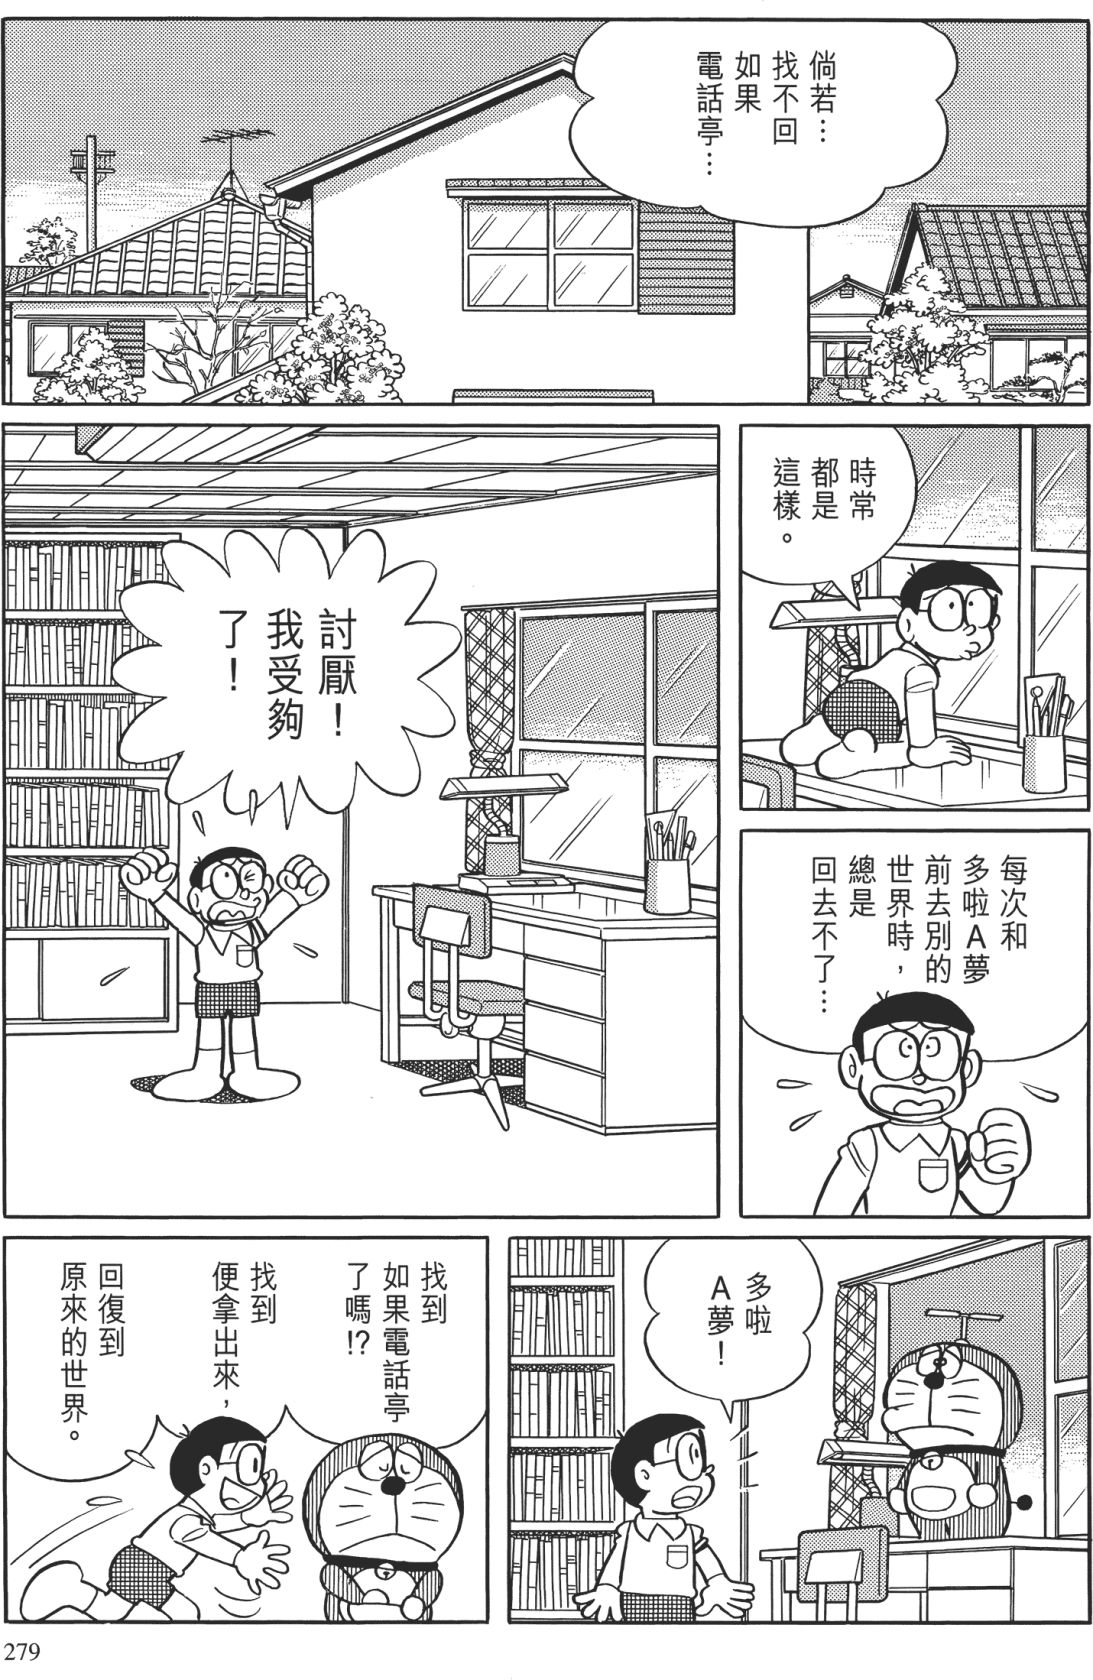 倘若⋯
找不回
如果
電話亭⋯
時常
都是
這樣。
討厭！
我受夠
了！
每次和
多啦A夢
前去別的
世界時，
總是
回去不了⋯
多啦
A夢！
找到
如果電話亭
了嗎!?
找到
便拿出來，
回復到
原來的世界。
279